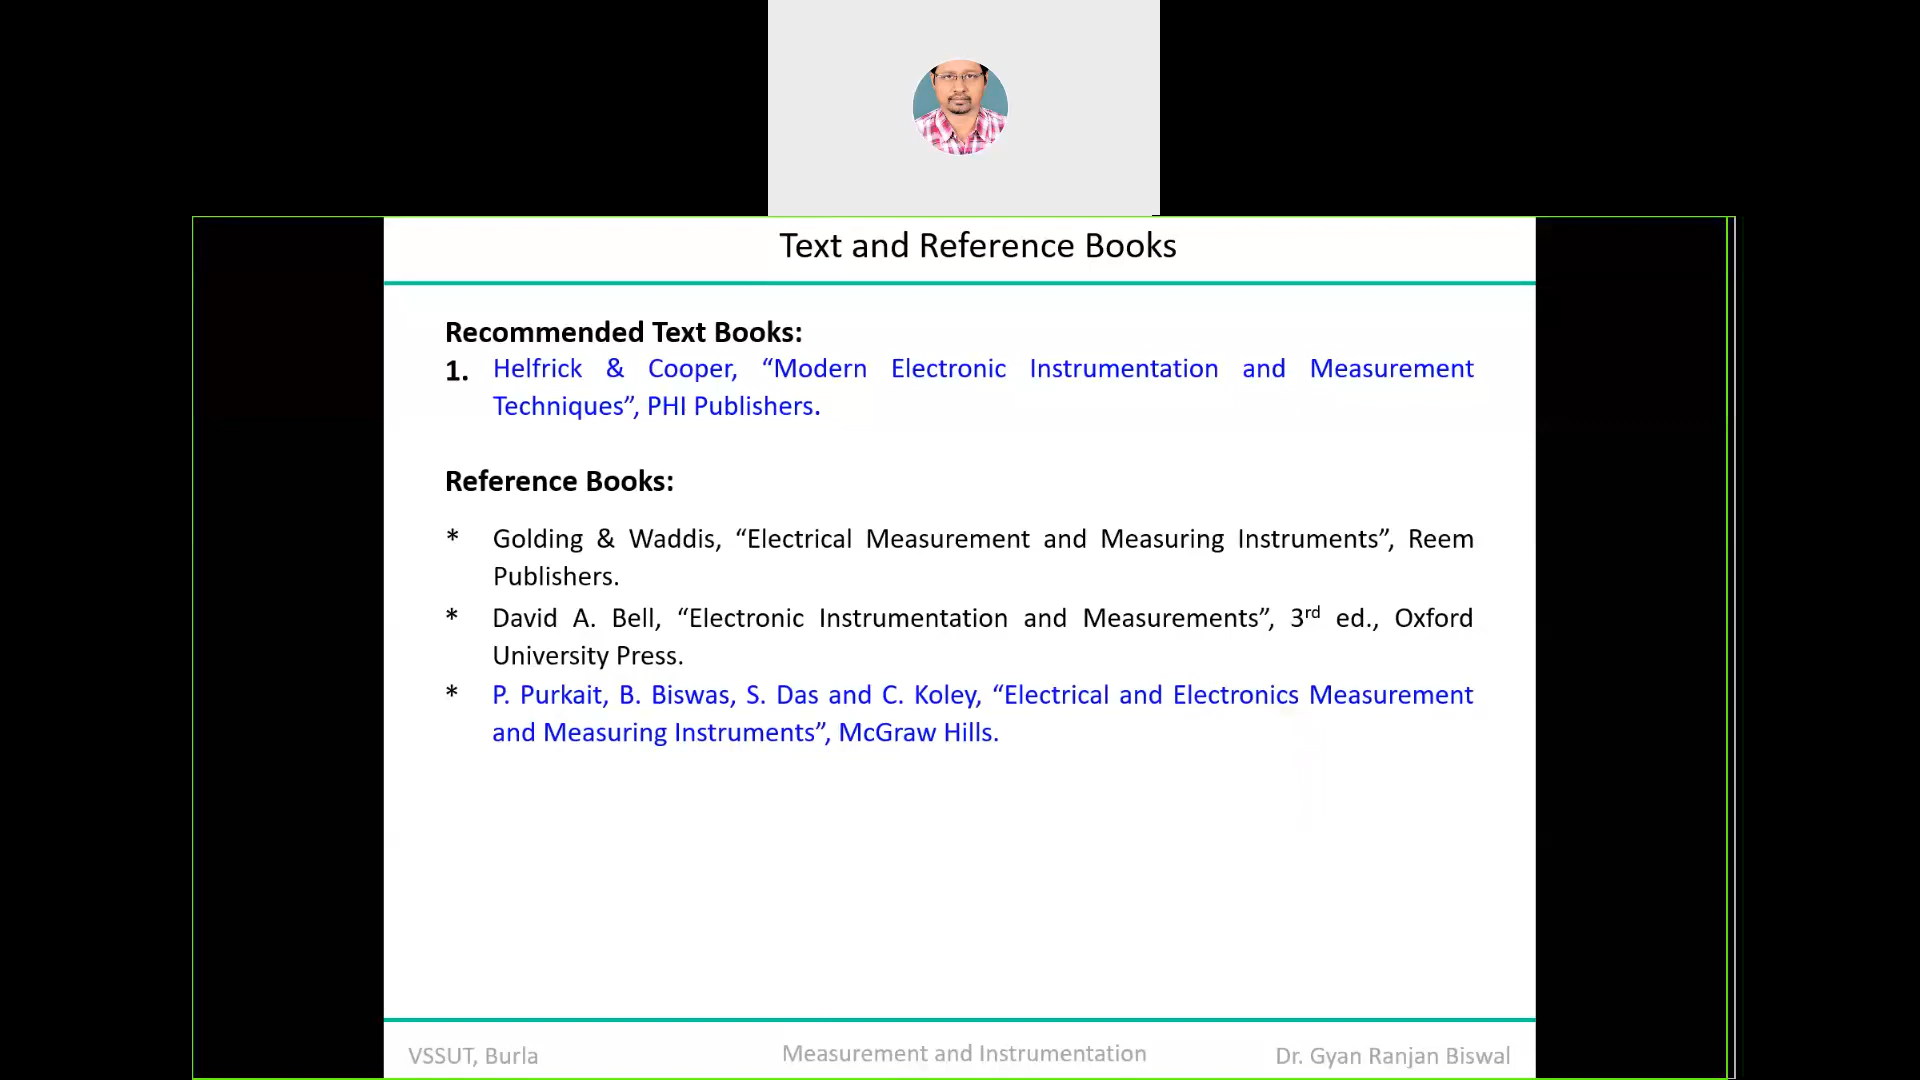 Text and Reference Books
Recommended Text Books:
1. Helfrick & Cooper, “Modern Electronic Instrumentation and Measurement
Techniques”, PHI Publishers.
Reference Books:
* Golding & Waddis, “Electrical Measurement and Measuring Instruments”, Reem
Publishers.
* David A. Bell, “Electronic Instrumentation and Measurements”, 3rd ed., Oxford
University Press.
* P. Purkait, B. Biswas, S. Das and C. Koley, “Electrical and Electronics Measurement
and Measuring Instruments”, McGraw Hills.
VSSUT, Burla
Measurement and Instrumentation
Dr. Gyan Ranjan Biswal